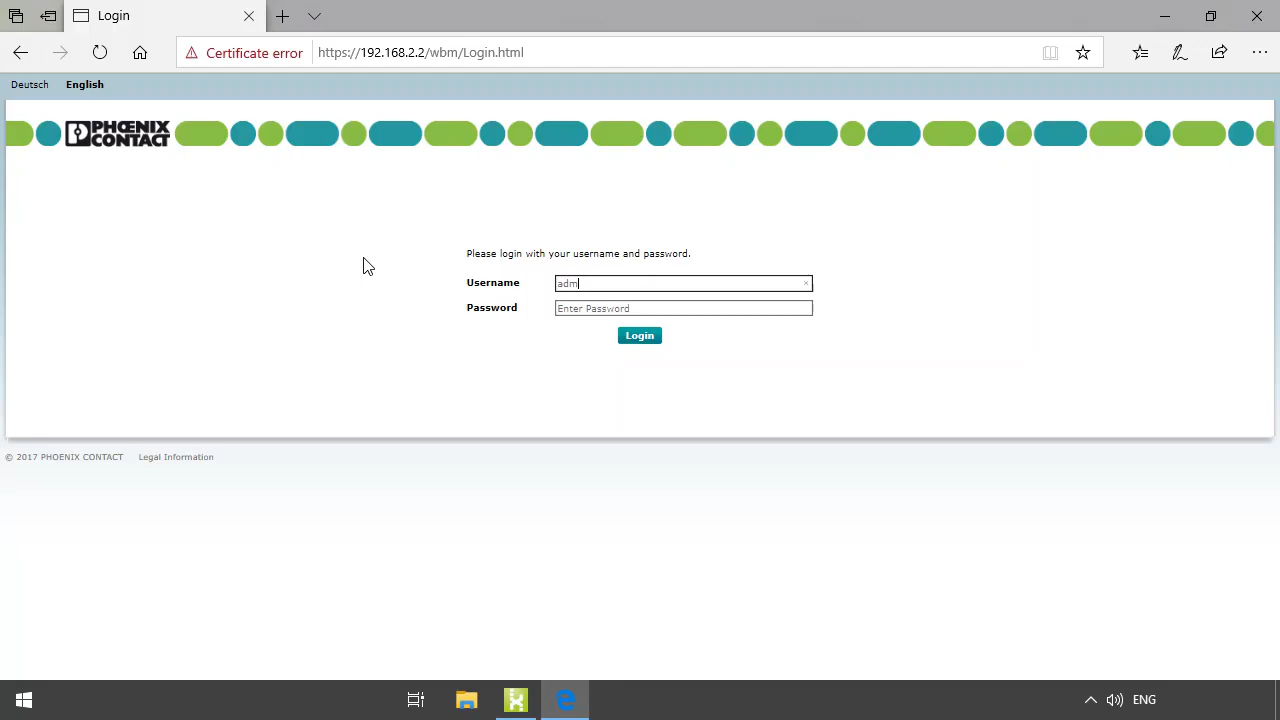 Login
Certificate error https://192.168.2.2/wbm/Login.html
Deutsch English
PHŒNIX
CONTACT
Please login with your username and password.
Username adm
Password Enter Password
Login
© 2017 PHOENIX CONTACT Legal Information
ENG